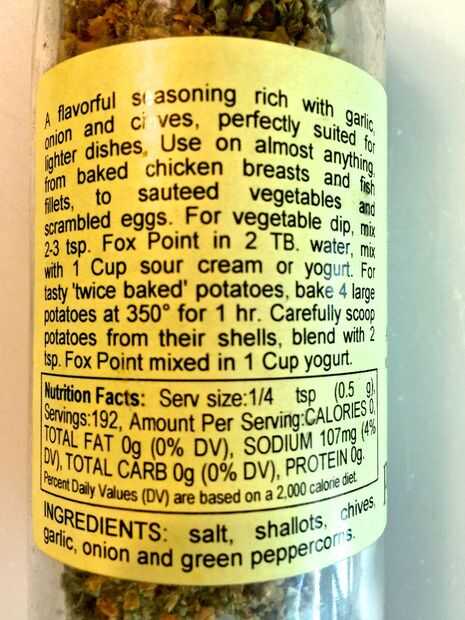 A flavorful seasoning rich with garlic,
onion and chives, perfectly suited for
lighter dishes. Use on almost anything,
from baked chicken breasts and fish
fillets, to sauteed vegetables and
scrambled eggs. For vegetable dip, mix
2-3 tsp. Fox Point in 2 TB. water, mix
with 1 Cup sour cream or yogurt. For
tasty 'twice baked' potatoes, bake 4 large
potatoes at 350° for 1 hr. Carefully scoop
potatoes from their shells, blend with 2
tsp. Fox Point mixed in 1 Cup yogurt.
Nutrition Facts: Serv size:1/4 tsp (0.5 g),
Servings:192, Amount Per Serving:CALORIES 0,
TOTAL FAT 0g (0% DV), SODIUM 107mg (4%
DV), TOTAL CARB 0g (0% DV), PROTEIN 0g.
Percent Daily Values (DV) are based on a 2,000 calorie diet.
INGREDIENTS: salt, shallots, chives,
garlic, onion and green peppercorns.